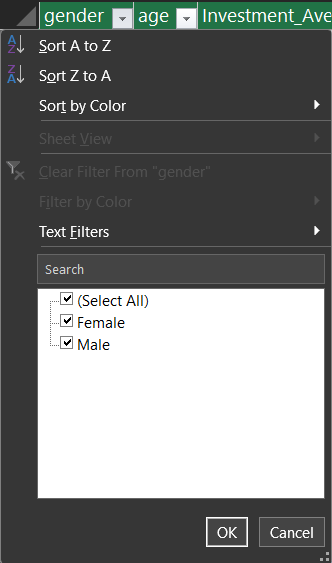 gender age Investment_Ave
Sort A to Z
Sort Z to A
Sort by Color
Sheet View
Clear Filter From "gender"
Filter by Color
Text Filters
Search
(Select All)
Female
Male
OK Cancel